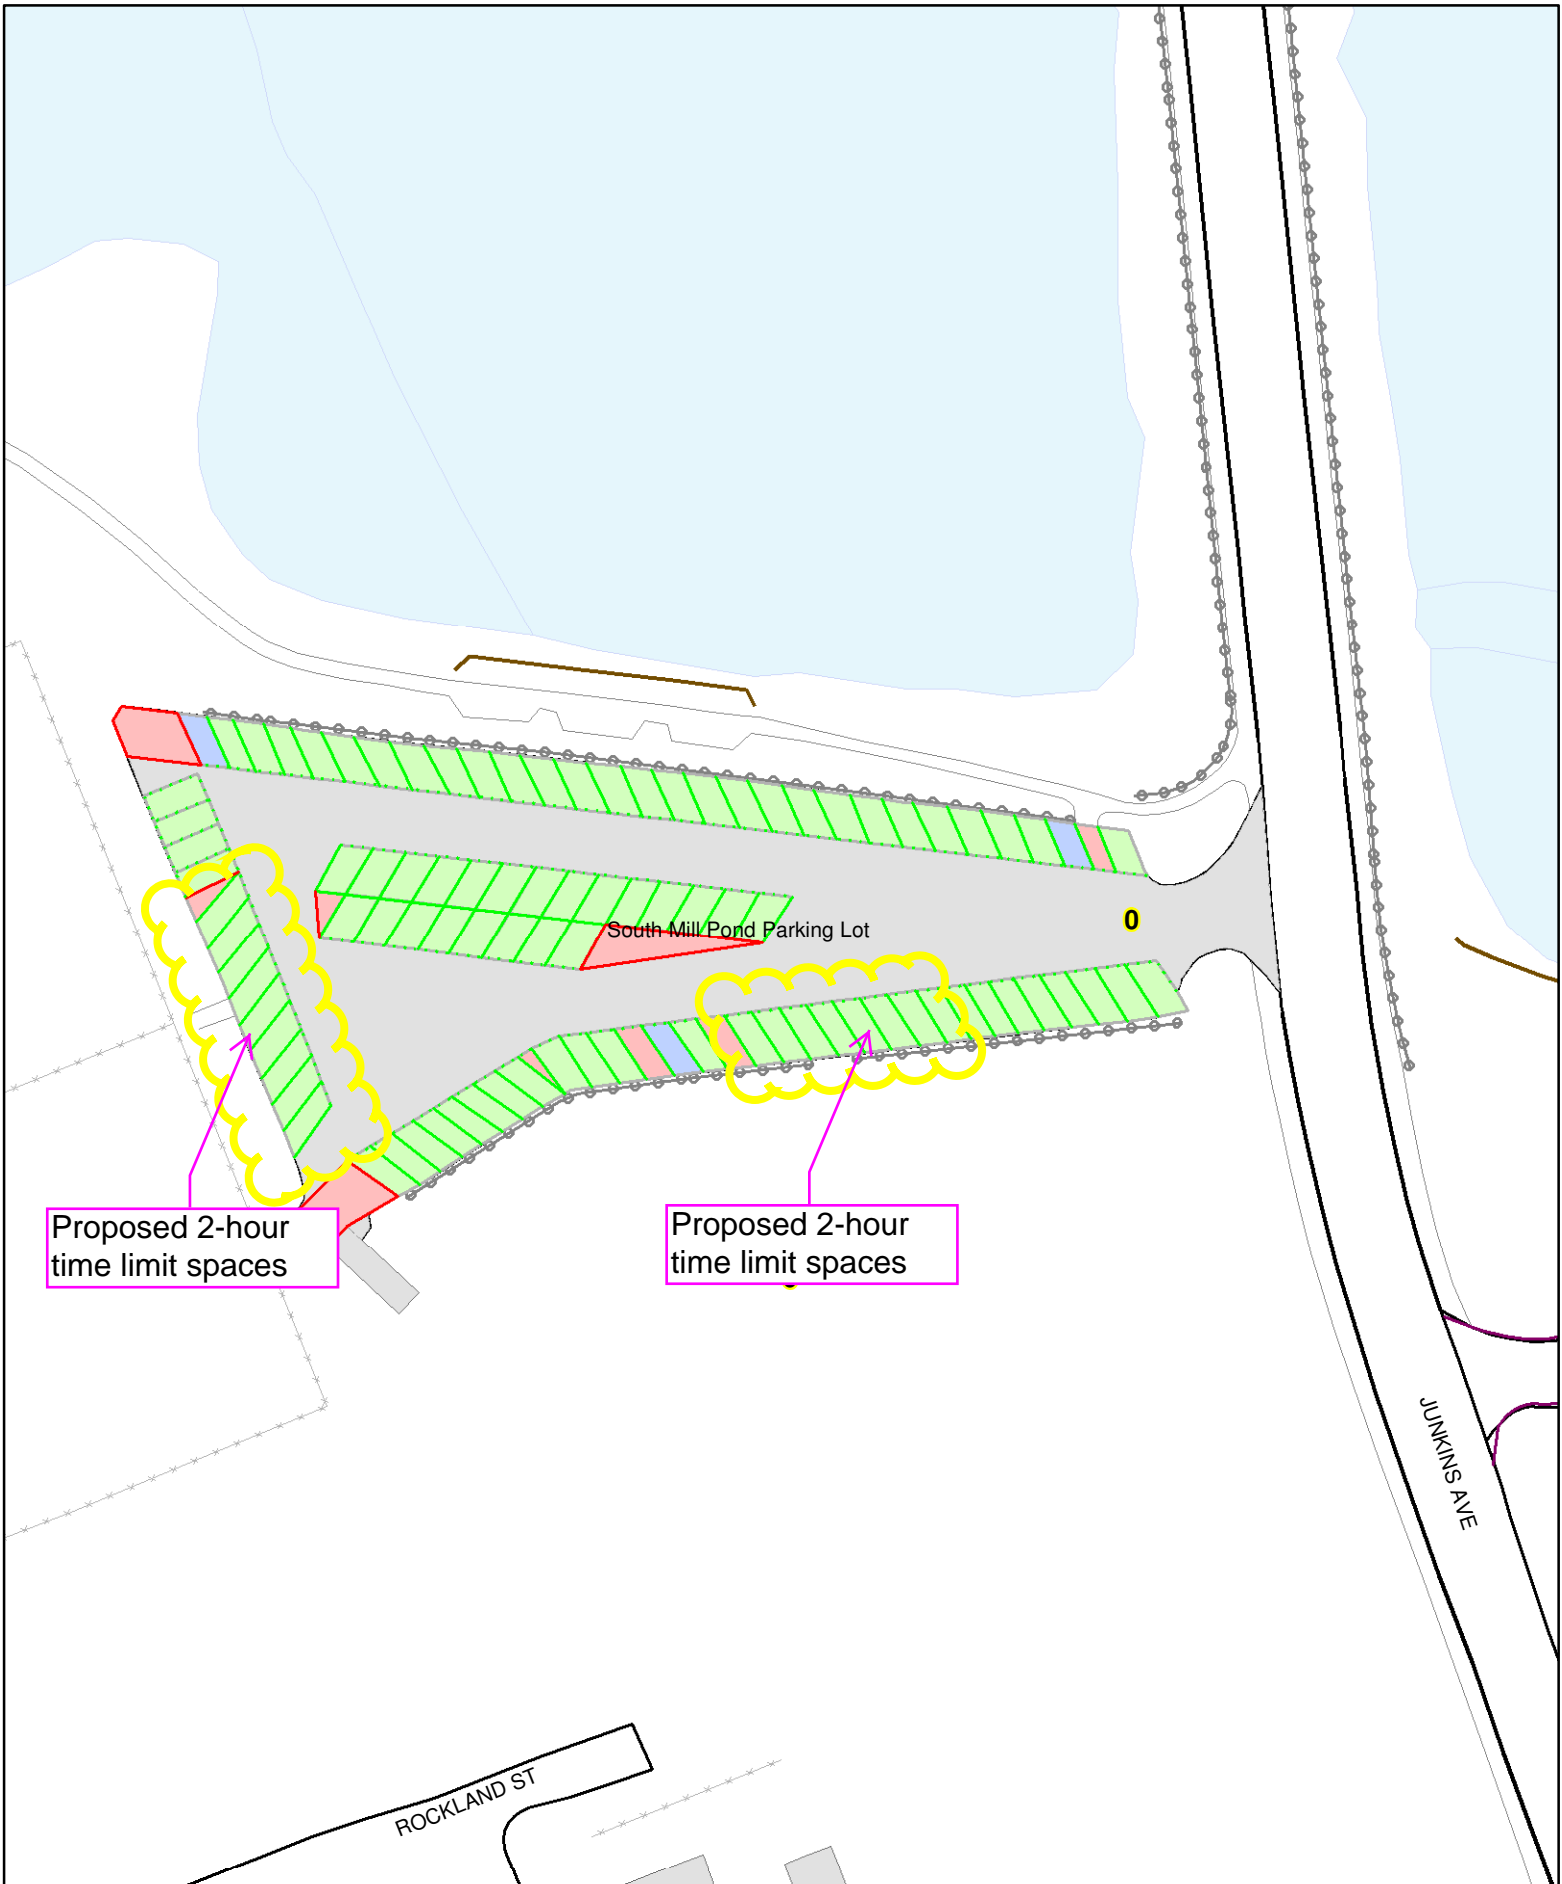 South Mill Pond Parking Lot
0
Proposed 2-hour
time limit spaces
Proposed 2-hour
time limit spaces
JUNKINS AVE
ROCKLAND ST